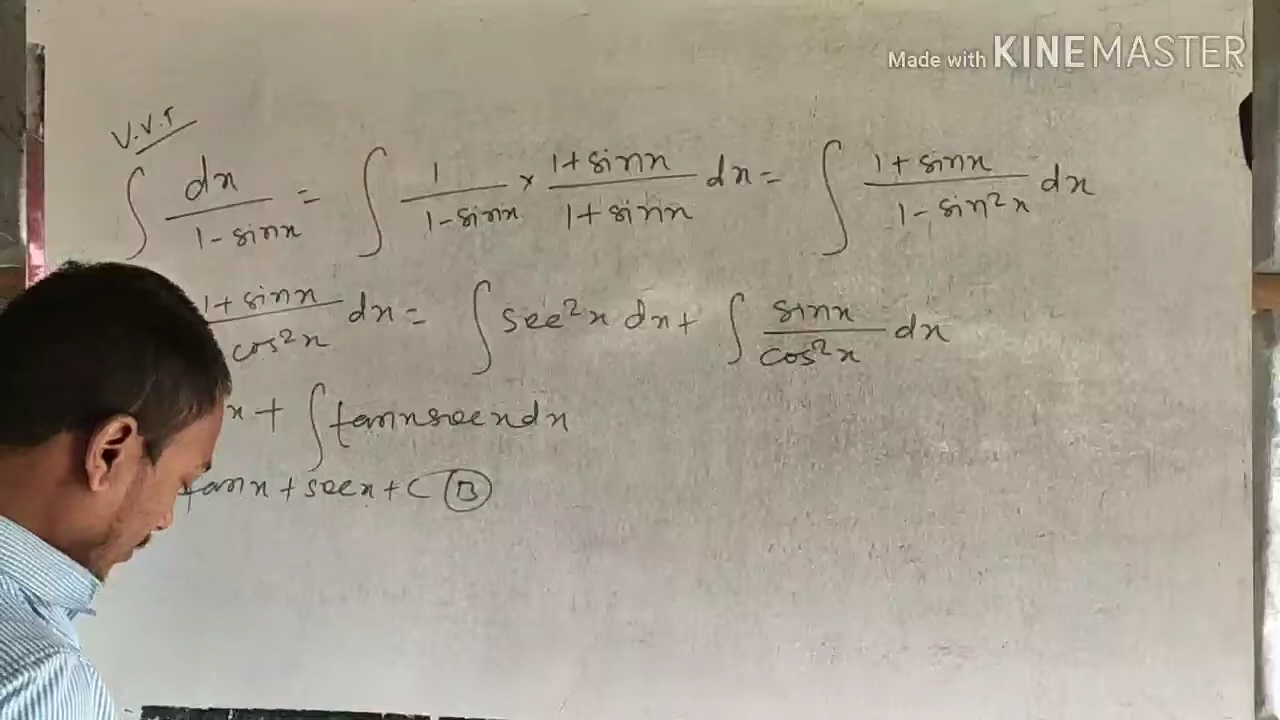 Made with KINEMASTER
V.V.I
∫ dx/(1-sinx) = ∫ 1/(1-sinx) × (1+sinx)/(1+sinx) dx = ∫ (1+sinx)/(1-sin²x) dx
(1+sinx)/(cos²x) dx = ∫ sec²x dx + ∫ sinx/cos²x dx
x + ∫ tanx secx dx
tanx + secx + C (B)